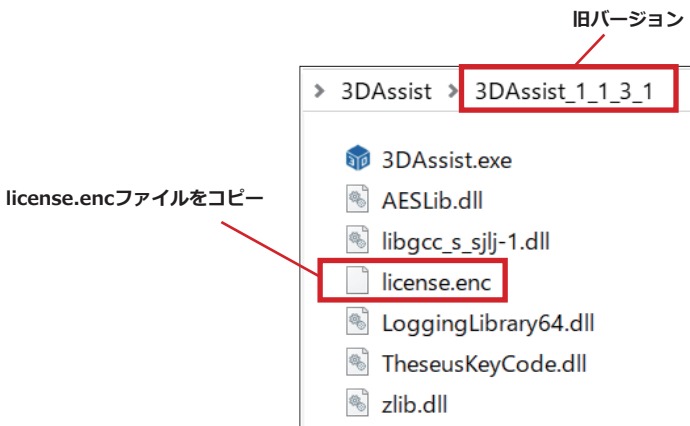 旧バージョン
> 3DAssist > 3DAssist_1_1_3_1
3DAssist.exe
AESLib.dll
license.encファイルをコピー
libgcc_s_sjlj-1.dll
license.enc
LoggingLibrary64.dll
TheseusKeyCode.dll
zlib.dll